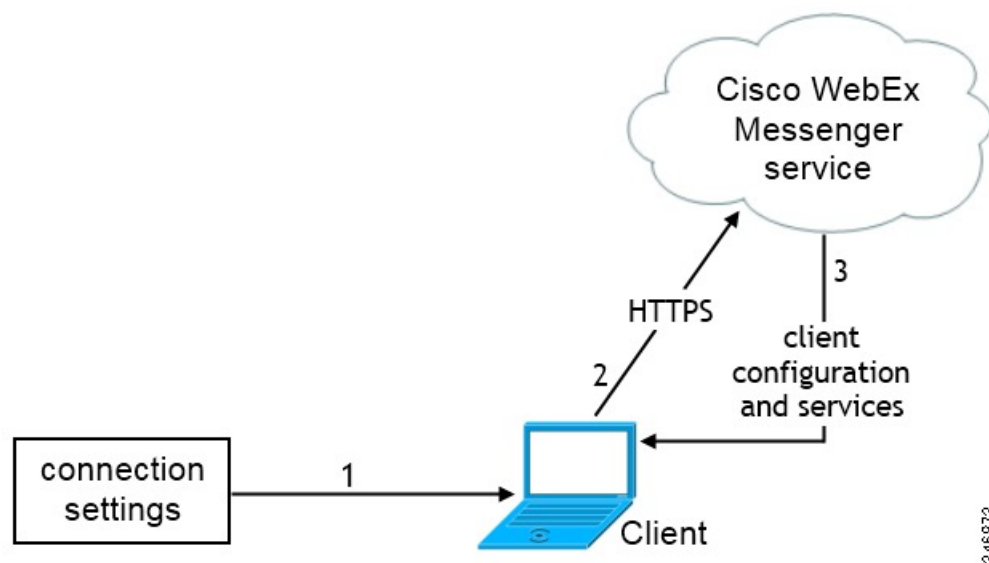 Cisco WebEx
Messenger
service
3
HTTPS
client
configuration
and services
2
connection
settings
1
Client